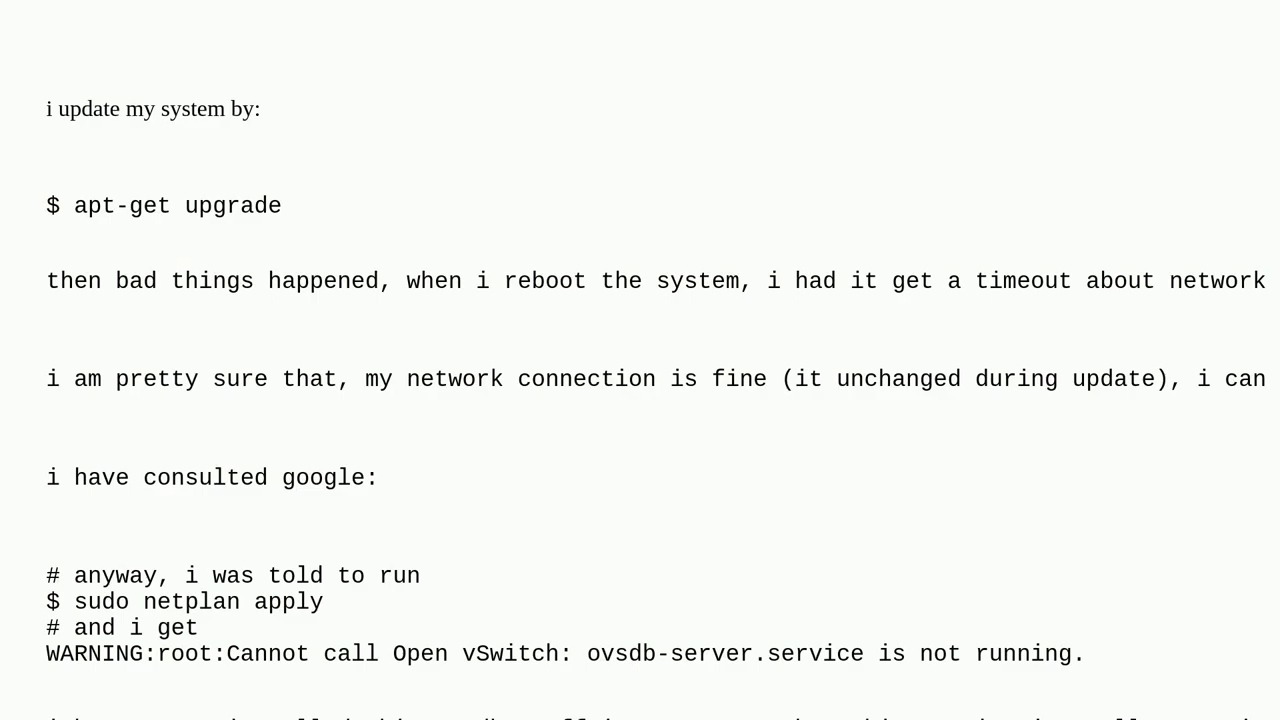 i update my system by:
$ apt-get upgrade
then bad things happened, when i reboot the system, i had it get a timeout about network
i am pretty sure that, my network connection is fine (it unchanged during update), i can
i have consulted google:
# anyway, i was told to run
$ sudo netplan apply
# and i get
WARNING:root:Cannot call Open vSwitch: ovsdb-server.service is not running.